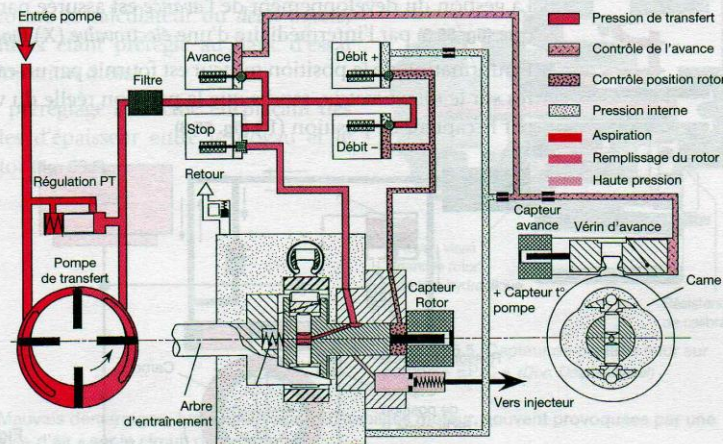 Entrée pompe
Filtre
Avance
Débit +
Stop
Débit –
Retour
Régulation PT
Pompe
de transfert
Arbre
d'entraînement
Capteur
Rotor
Vers injecteur
Capteur
avance
Vérin d'avance
+ Capteur t°
pompe
Came
Pression de transfert
Contrôle de l'avance
Contrôle position rotor
Pression interne
Aspiration
Remplissage du rotor
Haute pression